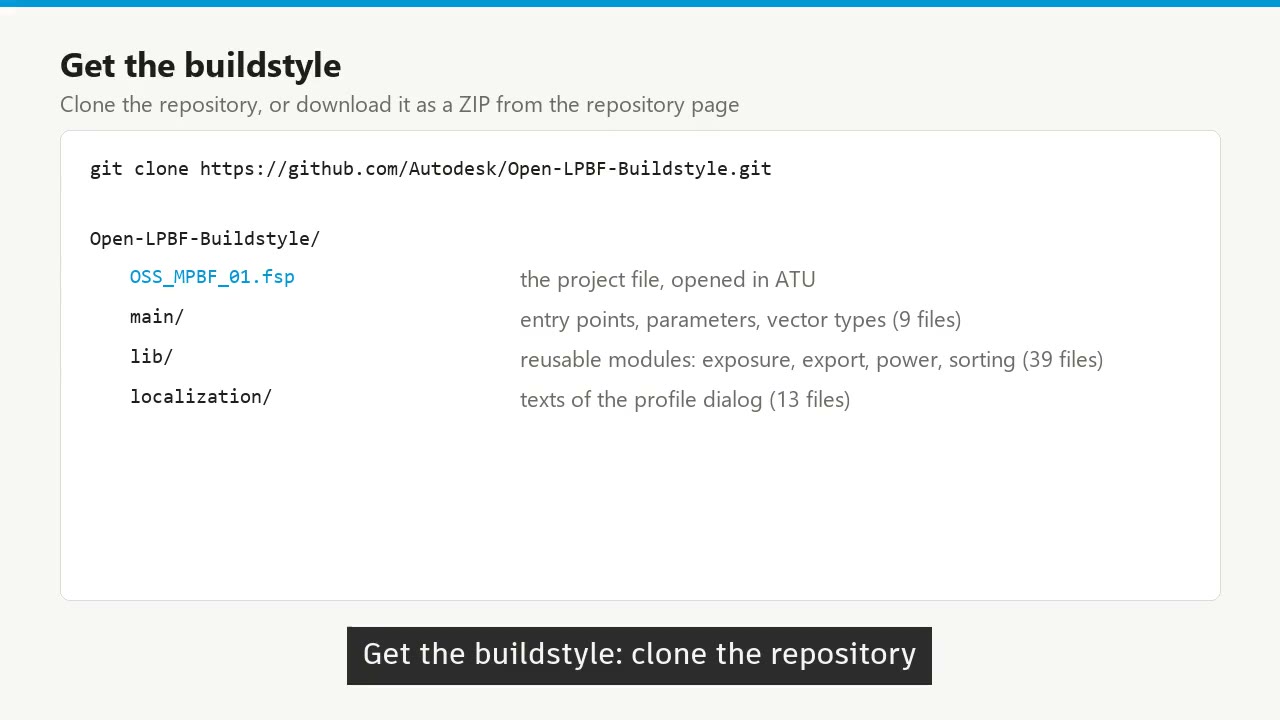 Get the buildstyle
Clone the repository, or download it as a ZIP from the repository page
git clone https://github.com/Autodesk/Open-LPBF-Buildstyle.git
Open-LPBF-Buildstyle/
OSS_MPBF_01.fsp the project file, opened in ATU
main/ entry points, parameters, vector types (9 files)
lib/ reusable modules: exposure, export, power, sorting (39 files)
localization/ texts of the profile dialog (13 files)
Get the buildstyle: clone the repository